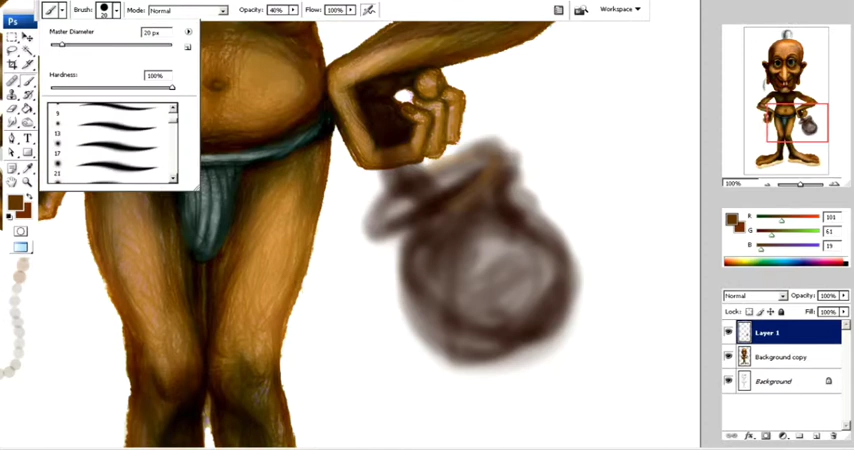 Ps
Brush: 20 Mode: Normal Opacity: 40% Flow: 100% Workspace
Master Diameter 20 px
Hardness: 100%
9
13
17
21
T
100%
R 101
G 61
B 19
Normal Opacity: 100%
Lock: Fill: 100%
Layer 1
Background copy
Background
fx